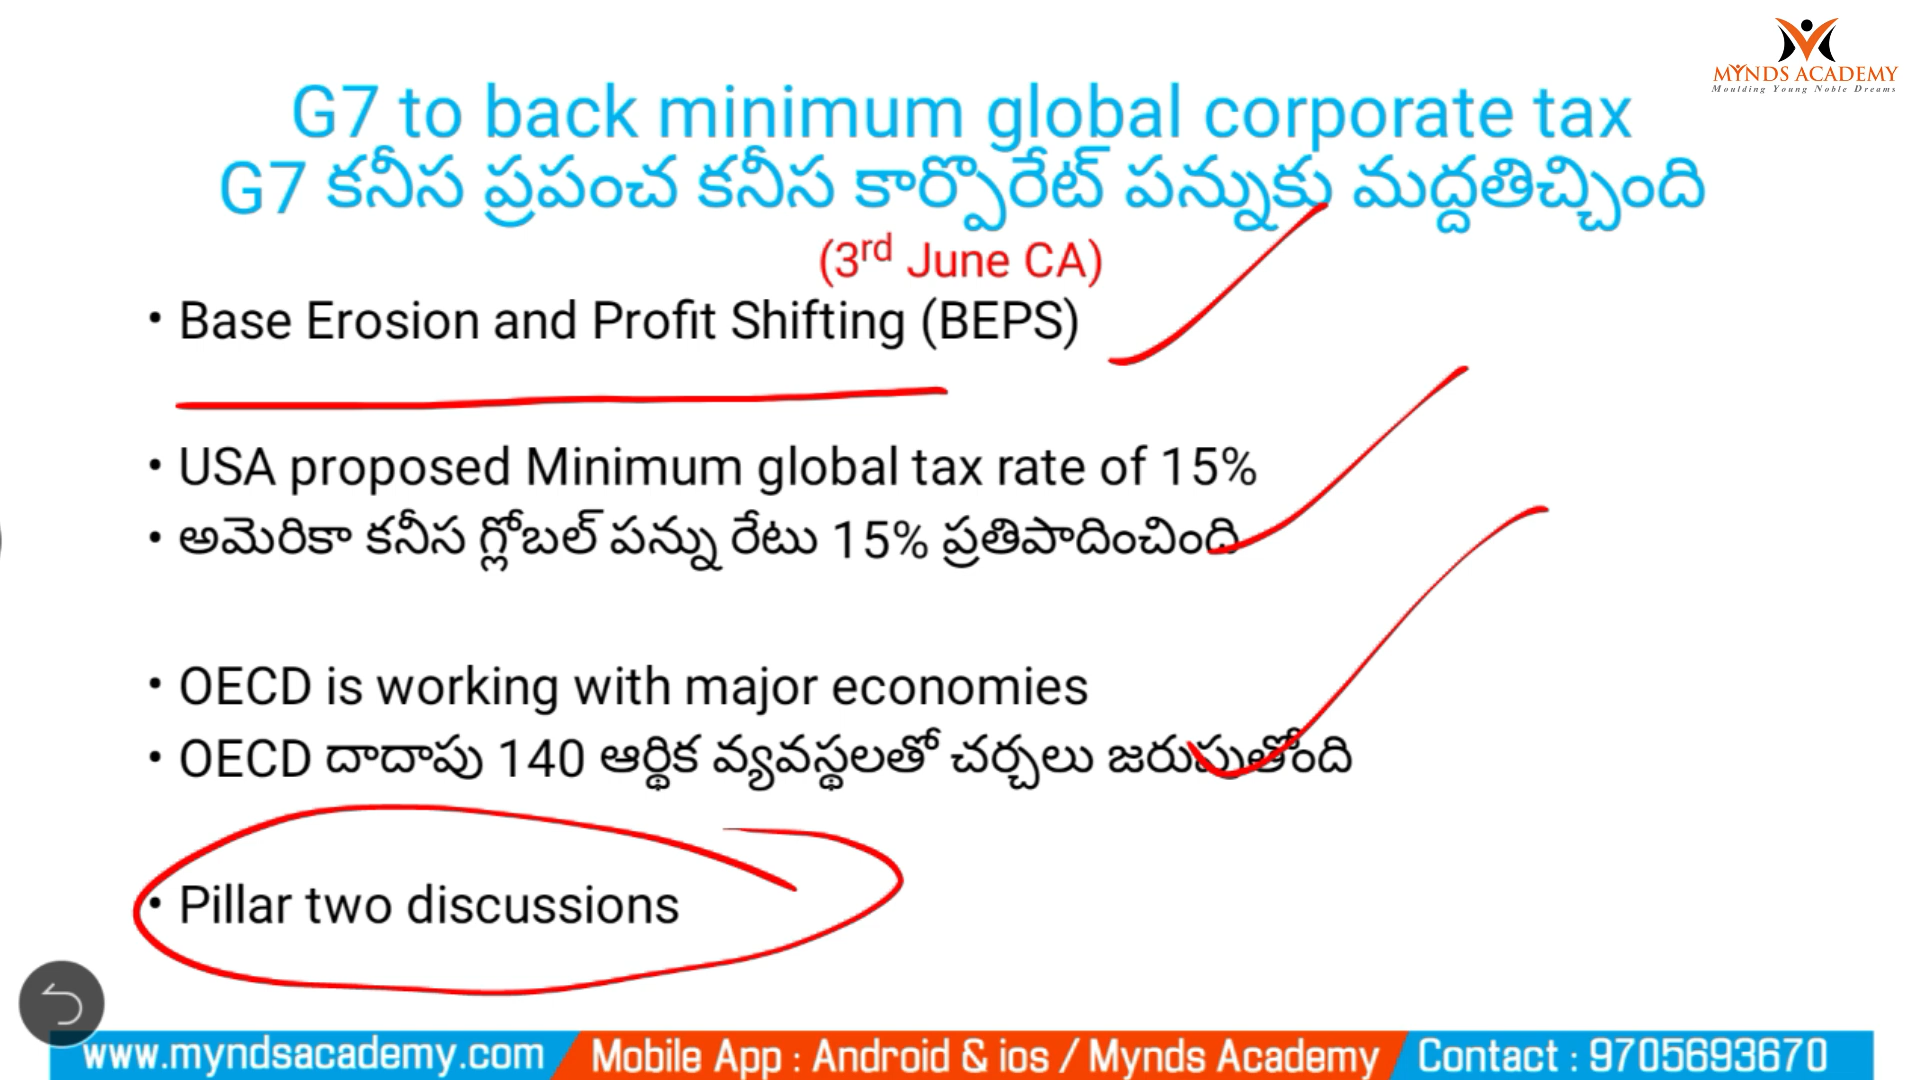 MYNDS ACADEMY
Moulding Young Noble Dreams
G7 to back minimum global corporate tax
G7 కనీస ప్రపంచ కనీస కార్పొరేట్ పన్నుకు మద్దతిచ్చింది
(3rd June CA)
• Base Erosion and Profit Shifting (BEPS)
• USA proposed Minimum global tax rate of 15%
• అమెరికా కనీస గ్లోబల్ పన్ను రేటు 15% ప్రతిపాదించింది
• OECD is working with major economies
• OECD దాదాపు 140 ఆర్థిక వ్యవస్థలతో చర్చలు జరుపుతోంది
• Pillar two discussions
www.myndsacademy.com Mobile App : Android & ios / Mynds Academy Contact : 9705693670